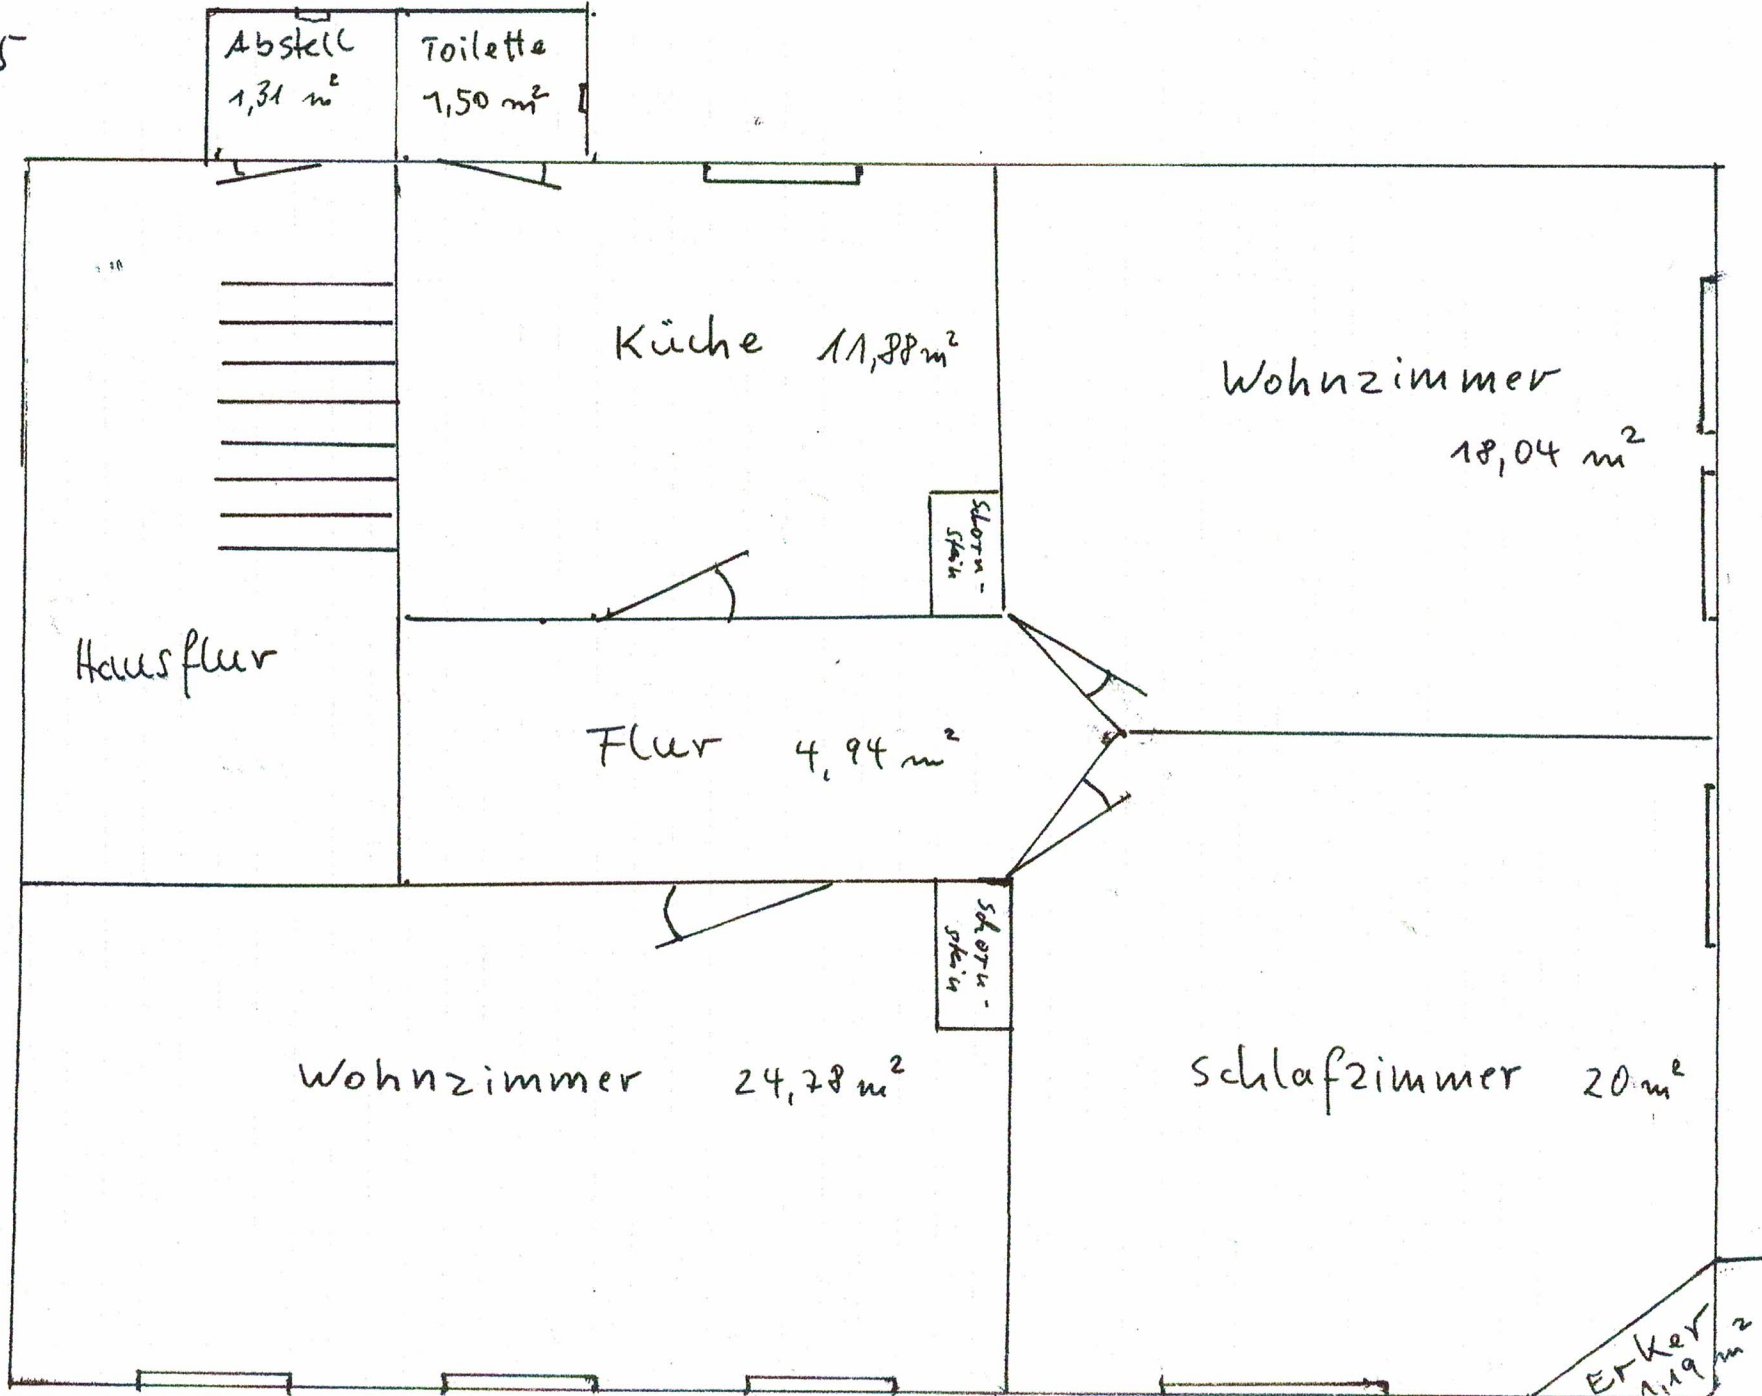 5
Abstell
1,31 m²
Toilette
1,50 m²
Küche 11,88 m²
Wohnzimmer
18,04 m²
Schorn-
stein
Hausflur
Flur 4,94 m²
Schorn-
stein
Wohnzimmer 24,78 m²
Schlafzimmer 20 m²
Erker
1,19 m²